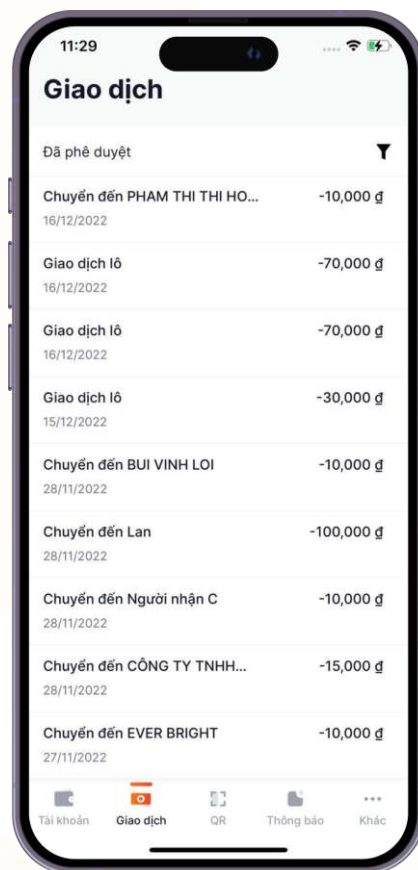 11:29
Giao dịch
Đã phê duyệt
Chuyển đến PHAM THI THI HO... -10,000 ₫
16/12/2022
Giao dịch lô -70,000 ₫
16/12/2022
Giao dịch lô -70,000 ₫
16/12/2022
Giao dịch lô -30,000 ₫
15/12/2022
Chuyển đến BUI VINH LOI -10,000 ₫
28/11/2022
Chuyển đến Lan -100,000 ₫
28/11/2022
Chuyển đến Người nhận C -10,000 ₫
28/11/2022
Chuyển đến CÔNG TY TNHH... -15,000 ₫
28/11/2022
Chuyển đến EVER BRIGHT -10,000 ₫
27/11/2022
Tài khoản Giao dịch QR Thông báo Khác